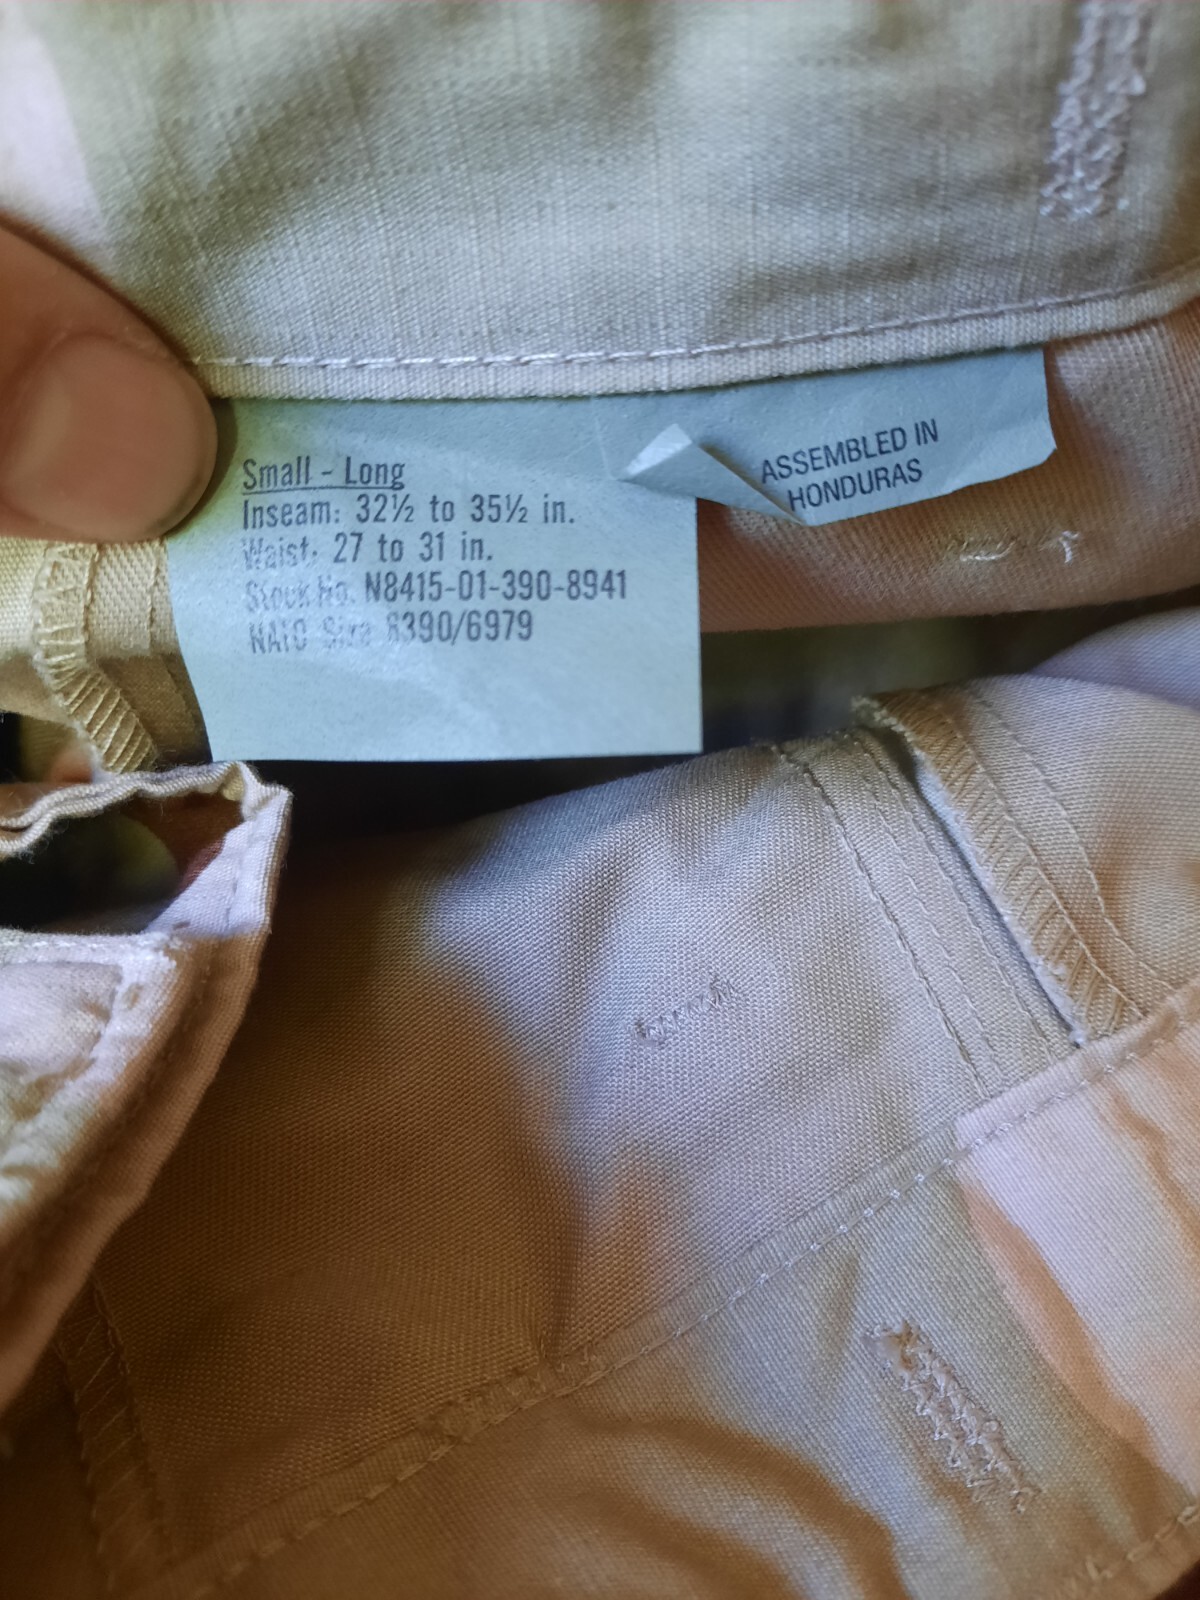 Small - Long
Inseam: 32½ to 35½ in.
Waist: 27 to 31 in.
Stock No. N8415-01-390-8941
NATO Size 8390/6979
ASSEMBLED IN
HONDURAS